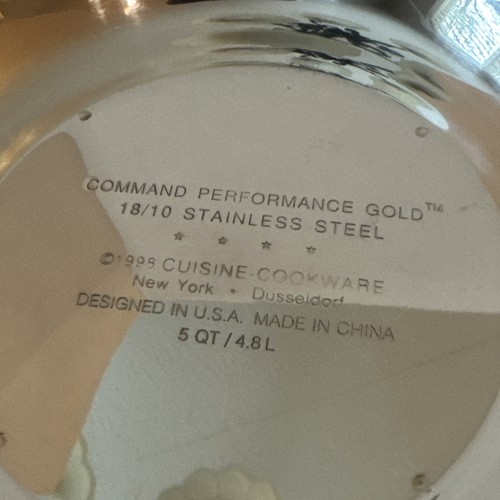 COMMAND PERFORMANCE GOLD™
18/10 STAINLESS STEEL
©1998 CUISINE-COOKWARE
New York • Dusseldorf
DESIGNED IN U.S.A. MADE IN CHINA
5 QT / 4.8 L